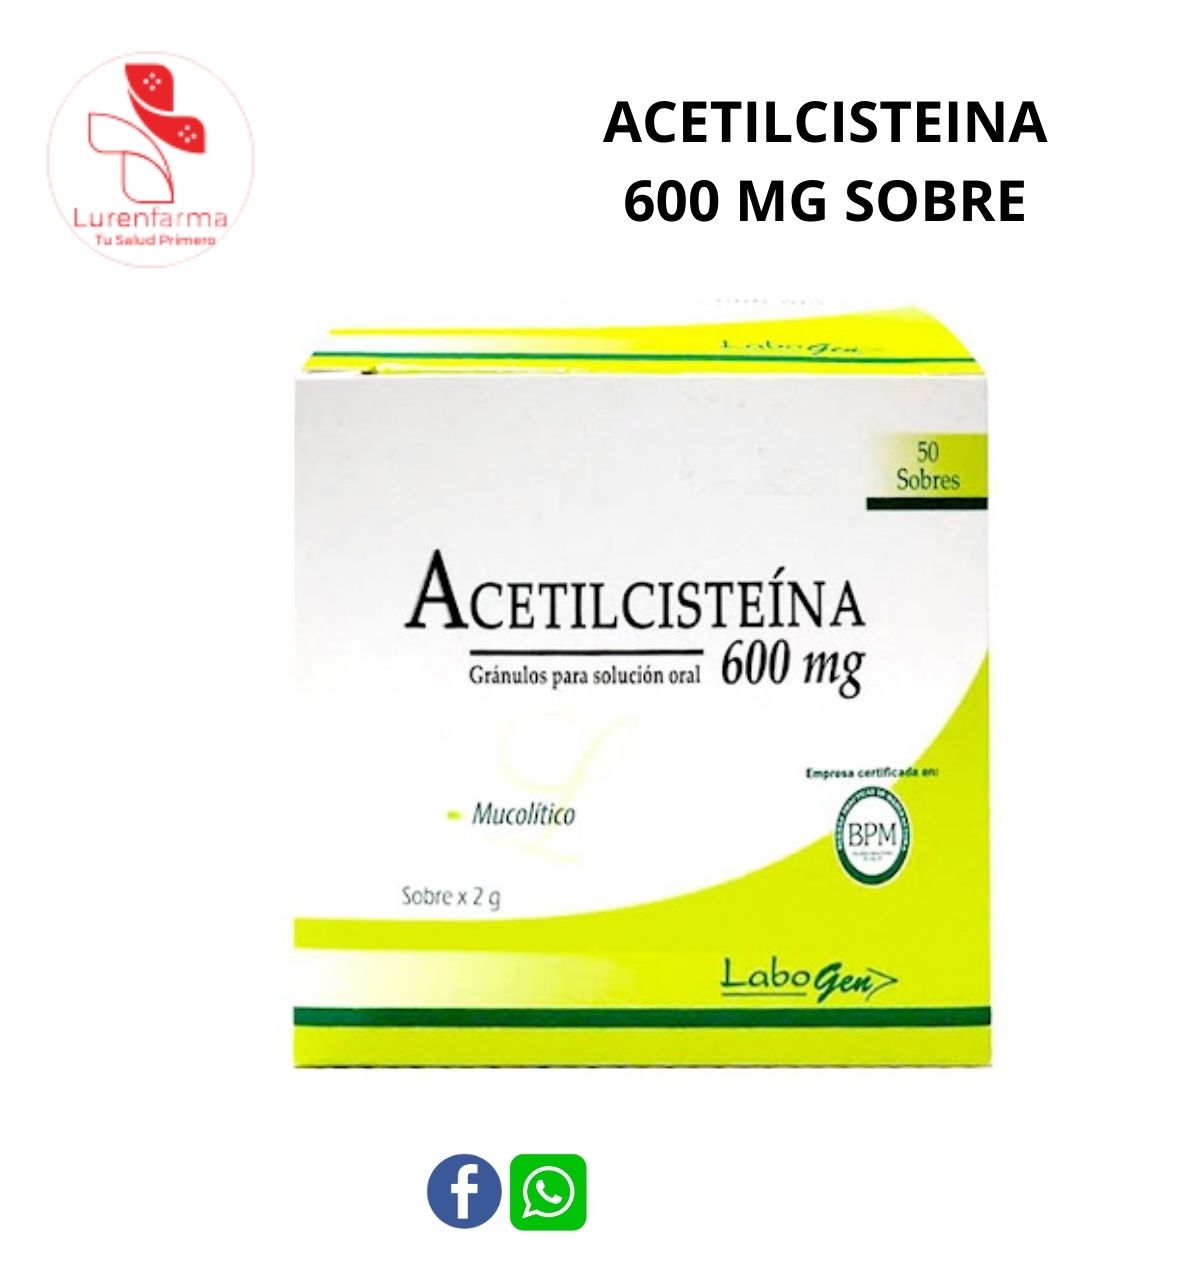 Lurenfarma
Tu Salud Primero
ACETILCISTEINA
600 MG SOBRE
LaboGen
50
Sobres
ACETILCISTEÍNA
Gránulos para solución oral 600 mg
Mucolítico
Empresa certificada en:
BPM
Sobre x 2 g
LaboGen